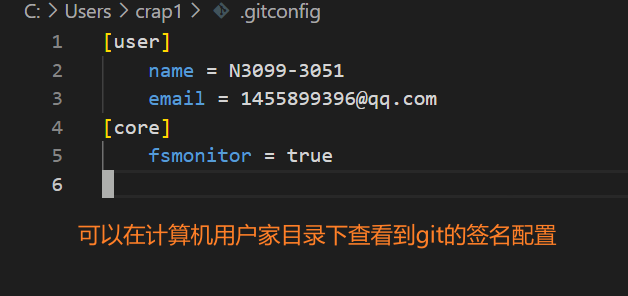 C: > Users > crap1 > .gitconfig
1 [user]
2 name = N3099-3051
3 email = 1455899396@qq.com
4 [core]
5 fsmonitor = true
6
可以在计算机用户家目录下查看到git的签名配置